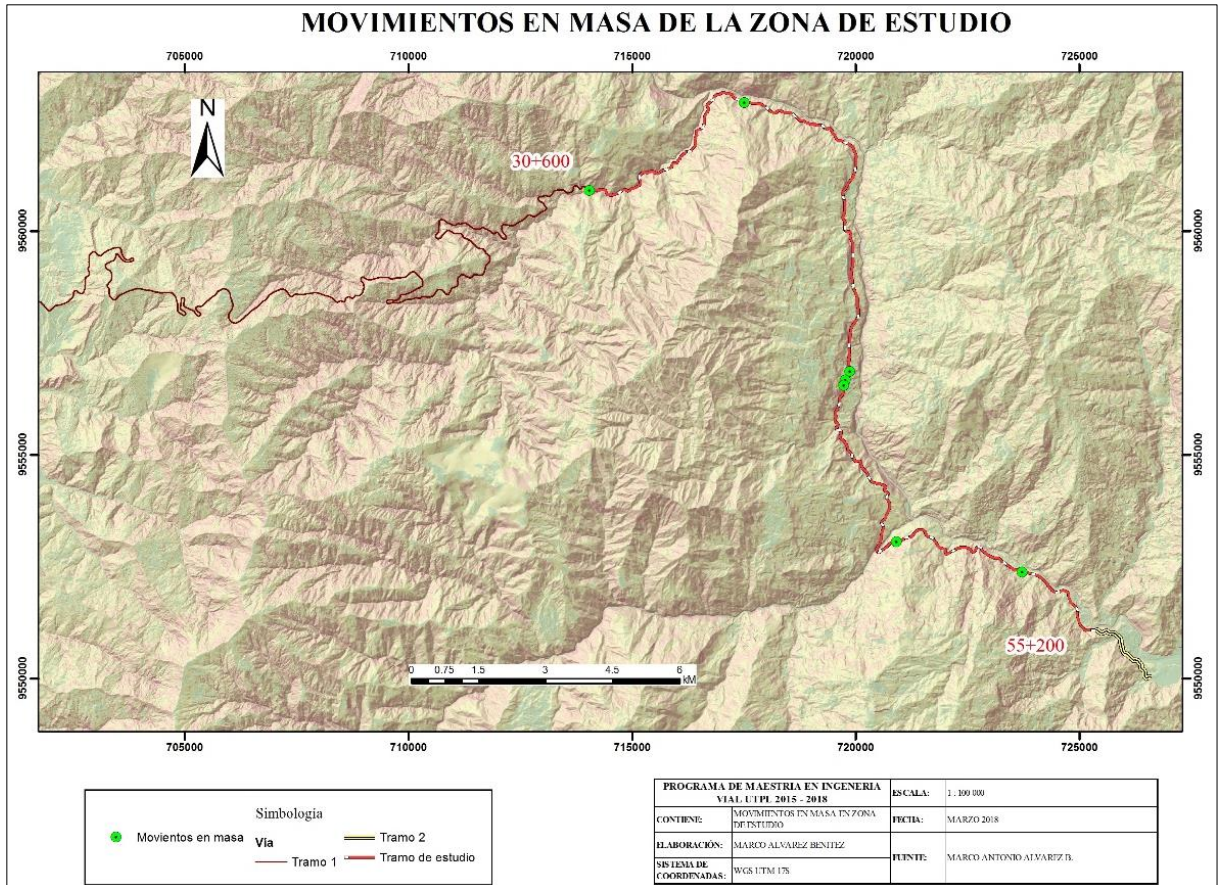 MOVIMIENTOS EN MASA DE LA ZONA DE ESTUDIO
705000 710000 715000 720000 725000
N
30+600
9560000 9560000
9555000 9555000
55+200
0 0.75 1.5 3 4.5 6
kM
9550000 9550000
705000 710000 715000 720000 725000
Simbología
Movientos en masa
Vía
Tramo 1
Tramo 2
Tramo de estudio
PROGRAMA DE MAESTRIA EN INGENERIA
VIAL UTPL 2015 - 2018
ESCALA: 1 : 100 000
CONTIENE: MOVIMIENTOS EN MASA EN ZONA
DE ESTUDIO
FECHA: MARZO 2018
ELABORACIÓN: MARCO ALVAREZ BENITEZ
FUENTE: MARCO ANTONIO ALVAREZ B.
SISTEMA DE
COORDENADAS: WGS UTM 17S